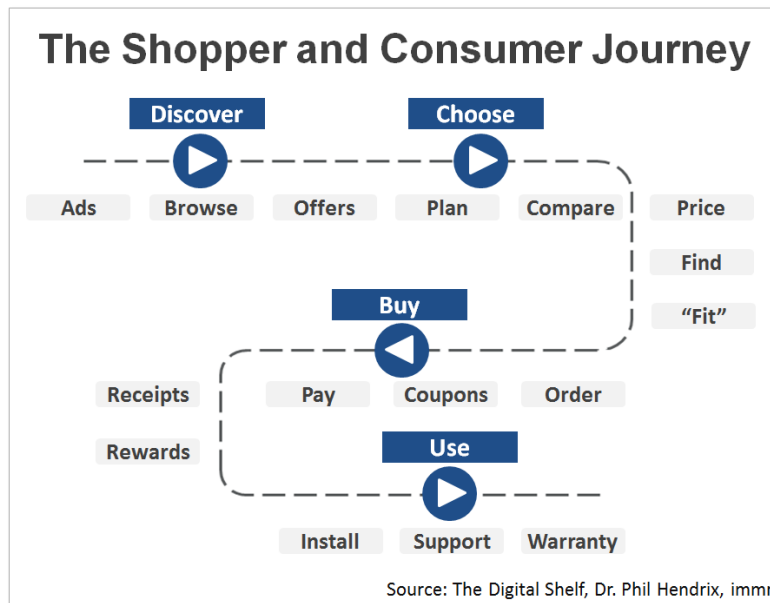 The Shopper and Consumer Journey
Discover
Choose
Ads
Browse
Offers
Plan
Compare
Price
Find
“Fit”
Buy
Receipts
Pay
Coupons
Order
Rewards
Use
Install
Support
Warranty
Source: The Digital Shelf, Dr. Phil Hendrix,